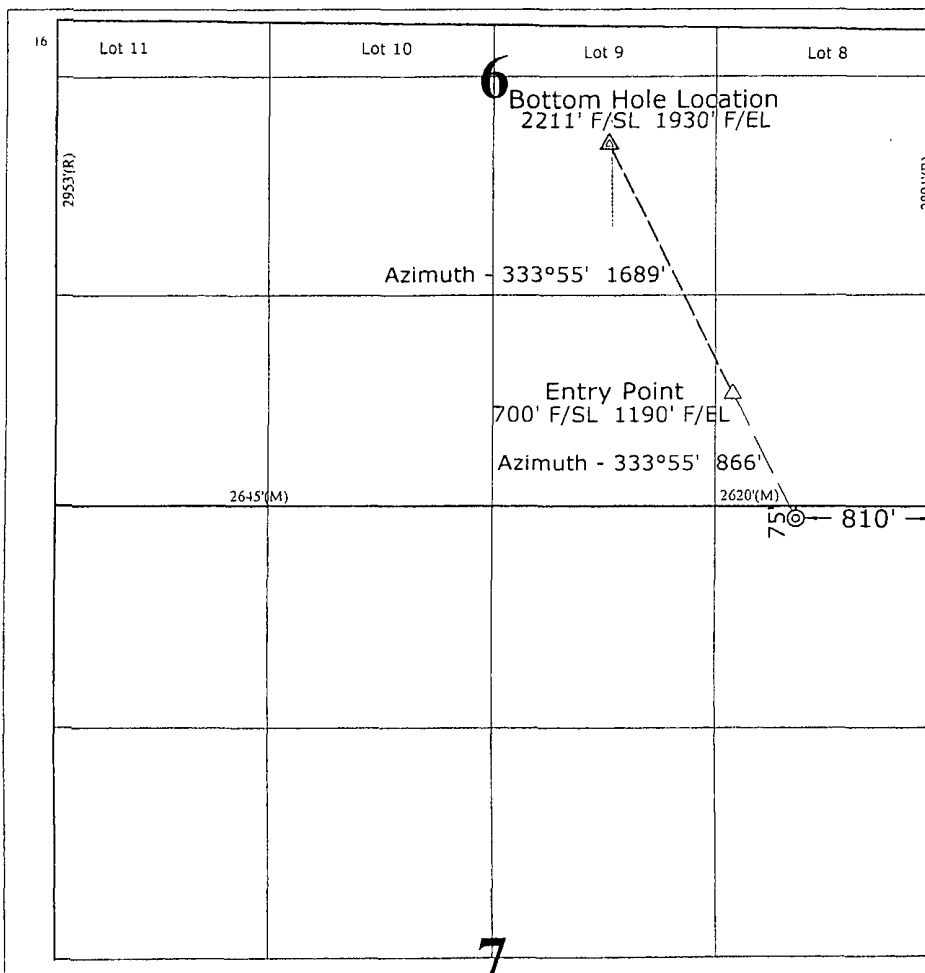 16
Lot 11
Lot 10
Lot 9
Lot 8
6
Bottom Hole Location
2211' F/SL 1930' F/EL
2953'(R)
Azimuth - 333°55' 1689'
Entry Point
700' F/SL 1190' F/EL
Azimuth - 333°55' 866'
2645'(M)
2620'(M)
75'
810'
7